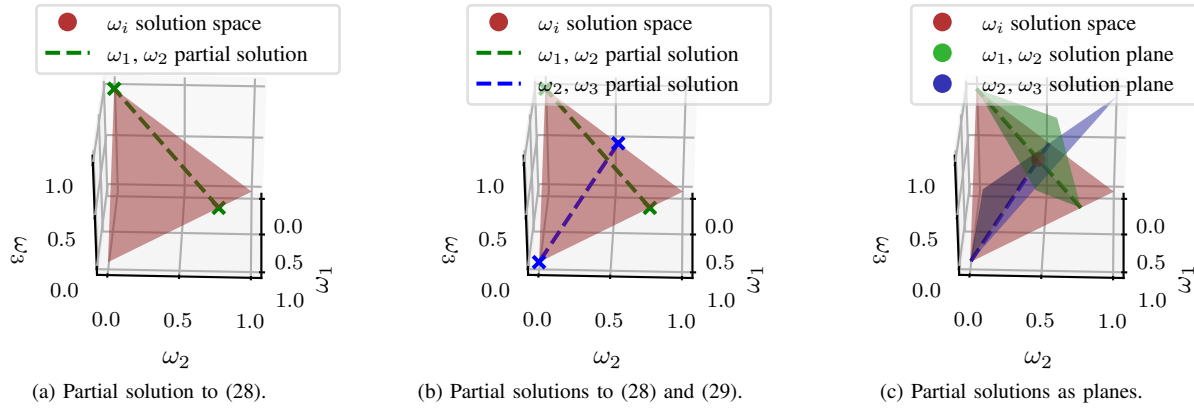 ω_i solution space
ω_1, ω_2 partial solution
1.0
0.5
0.0
ω_3
0.0
0.5
1.0
ω_1
0.0
0.5
1.0
ω_2
(a) Partial solution to (28).
ω_i solution space
ω_1, ω_2 partial solution
ω_2, ω_3 partial solution
1.0
0.5
0.0
ω_3
0.0
0.5
1.0
ω_1
0.0
0.5
1.0
ω_2
(b) Partial solutions to (28) and (29).
ω_i solution space
ω_1, ω_2 solution plane
ω_2, ω_3 solution plane
1.0
0.5
0.0
ω_3
0.0
0.5
1.0
ω_1
0.0
0.5
1.0
ω_2
(c) Partial solutions as planes.